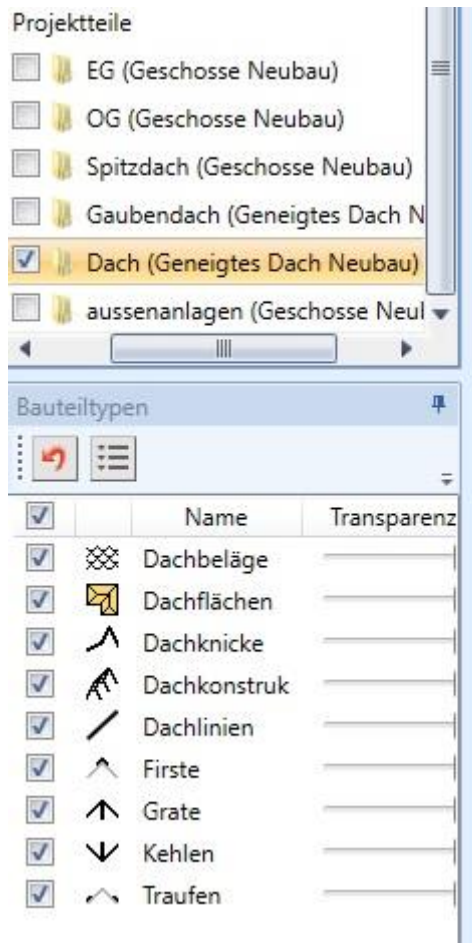 Projektteile
EG (Geschosse Neubau)
OG (Geschosse Neubau)
Spitzdach (Geschosse Neubau)
Gaubendach (Geneigtes Dach N
Dach (Geneigtes Dach Neubau)
aussenanlagen (Geschosse Neul
Bauteiltypen
Name Transparenz
Dachbeläge
Dachflächen
Dachknicke
Dachkonstruk
Dachlinien
Firste
Grate
Kehlen
Traufen